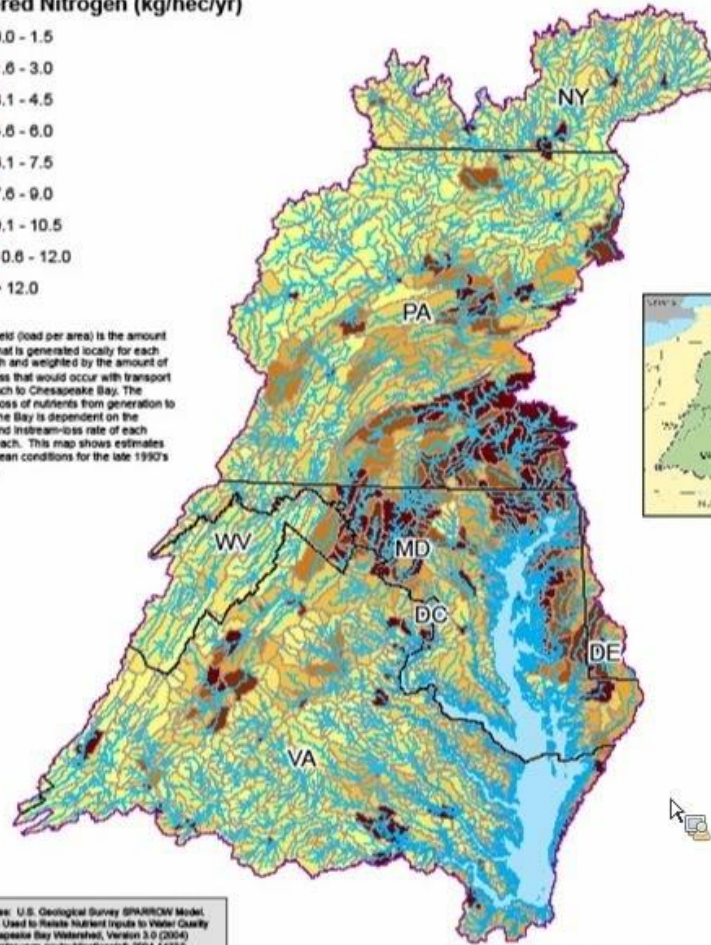 red Nitrogen (kg/hec/yr)
.0 - 1.5
.6 - 3.0
.1 - 4.5
.6 - 6.0
.1 - 7.5
.6 - 9.0
.1 - 10.5
0.6 - 12.0
12.0
eld (load per area) is the amount
hat is generated locally for each
h and weighted by the amount of
ss that would occur with transport
ch to Chesapeake Bay. The
oss of nutrients from generation to
he Bay is dependent on the
nd Instream-loss rate of each
ach. This map shows estimates
ean conditions for the late 1990's
NY
PA
WV
MD
DC
DE
VA
es: U.S. Geological Survey SPARROW Model.
Used to Relate Nutrient Inputs to Water Quality
apeake Bay Watershed, Version 3.0 (2004)